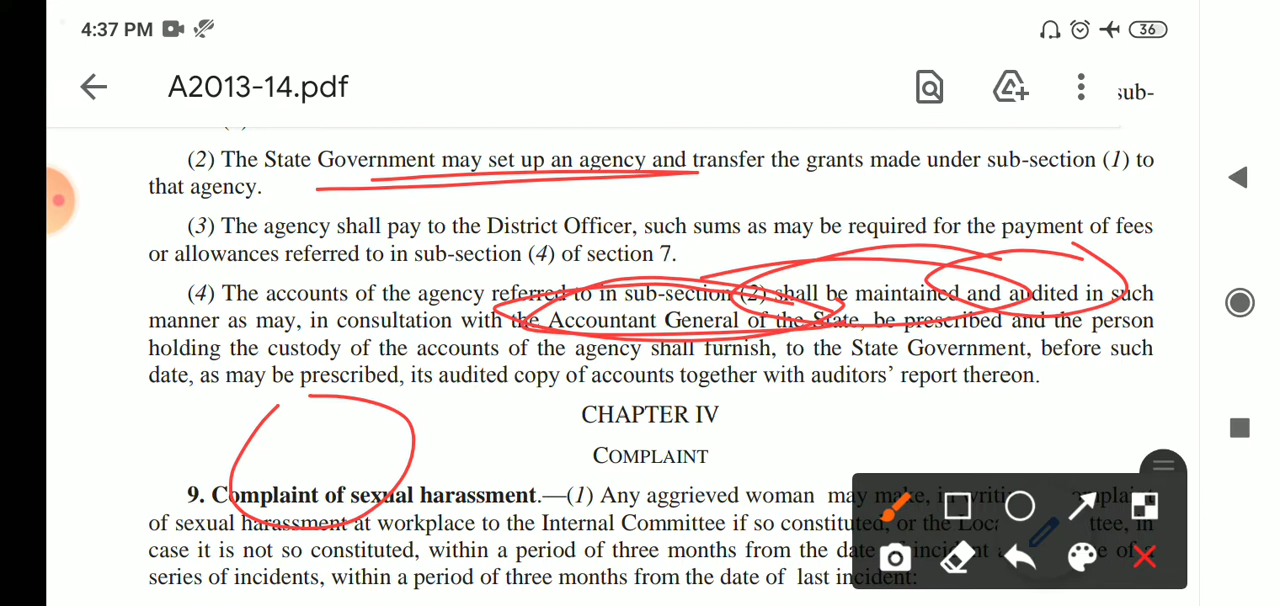 4:37 PM 36
A2013-14.pdf
sub-
(2) The State Government may set up an agency and transfer the grants made under sub-section (1) to
that agency.
(3) The agency shall pay to the District Officer, such sums as may be required for the payment of fees
or allowances referred to in sub-section (4) of section 7.
(4) The accounts of the agency referred to in sub-section (2) shall be maintained and audited in such
manner as may, in consultation with the Accountant General of the State, be prescribed and the person
holding the custody of the accounts of the agency shall furnish, to the State Government, before such
date, as may be prescribed, its audited copy of accounts together with auditors' report thereon.
CHAPTER IV
COMPLAINT
9. Complaint of sexual harassment.—(1) Any aggrieved woman may make, in
of sexual harassment at workplace to the Internal Committee if so constituted, or the in
case it is not so constituted, within a period of three months from the date
series of incidents, within a period of three months from the date of last incident: